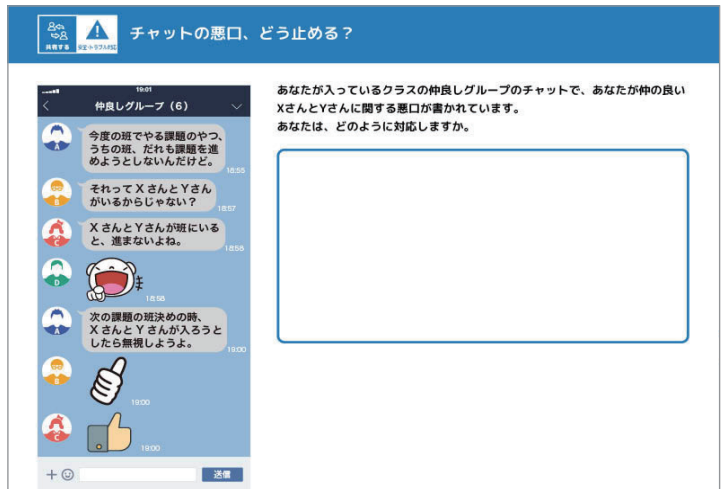 共有する
安全・トラブル対応
チャットの悪口、どう止める？
19:01
仲良しグループ（6）
今度の班でやる課題のやつ、
うちの班、だれも課題を進
めようとしないんだけど。
18:55
A
それってXさんとYさん
がいるからじゃない？
18:57
B
XさんとYさんが班にいる
と、進まないよね。
18:58
C
D
18:58
次の課題の班決めの時、
XさんとYさんが入ろうと
したら無視しようよ。
19:00
A
B
19:00
C
19:00
送信
あなたが入っているクラスの仲良しグループのチャットで、あなたが仲の良い
XさんとYさんに関する悪口が書かれています。
あなたは、どのように対応しますか。